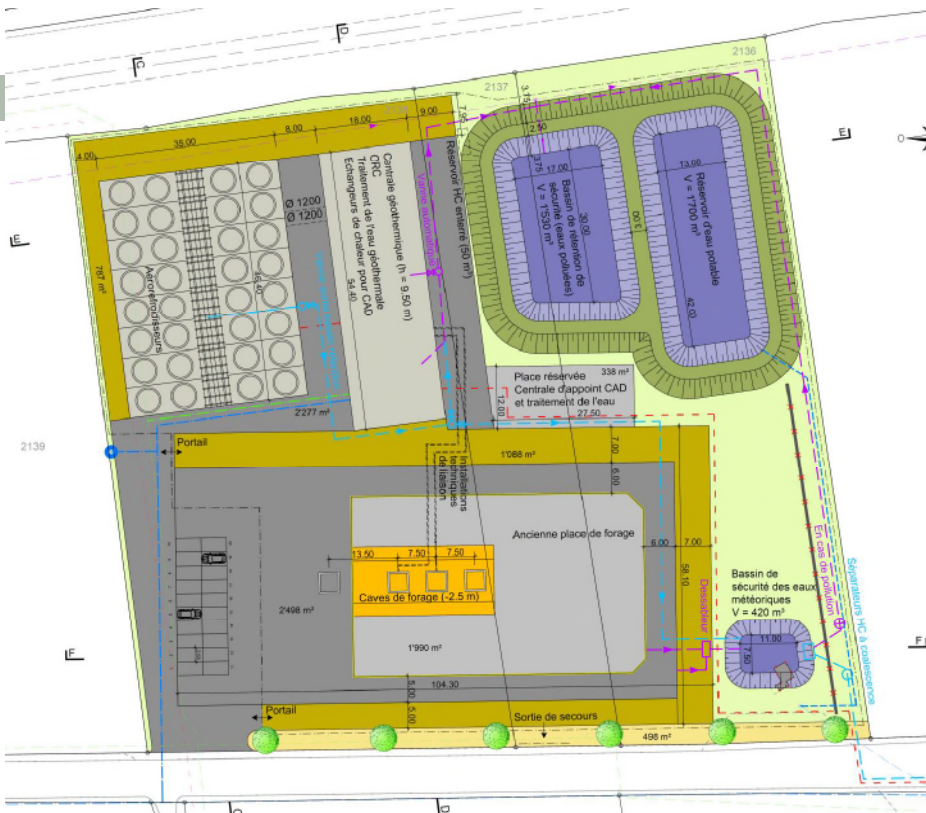 C
D
2136
2137
E
O
4.00
35.00
8.00
18.00
9.00
7.95
3.15
2.50
3.75
17.00
30.00
Bassin de rétention de
sécurité (eaux polluées)
V = 1'530 m³
3.00
13.00
Réservoir d'eau potable
V = 1'700 m³
42.00
Réservoir HC enterré (50 m³)
Vanne automatique
Centrale géothermique (h = 9.50 m)
ORC
Traitement de l'eau géothermale
Echangeurs de chaleur pour CAD
54.40
Ø 1200
Ø 1200
E
787 m²
Aérorefroidisseurs
46.40
2'277 m²
Place réservée
338 m²
Centrale d'appoint CAD
et traitement de l'eau
12.00
27.50
2139
Portail
1'088 m²
7.00
6.00
Installations
techniques
de liaison
Ancienne place de forage
13.50
7.50
7.50
6.00
7.00
58.10
Caves de forage (-2.5 m)
2'498 m²
1'990 m²
Dessableur
Bassin de
sécurité des eaux
météoriques
V = 420 m³
11.00
7.50
En cas de pollution
Séparateurs HC à coalescence
F
F
104.30
5.00
5.00
Portail
Sortie de secours
498 m²
C
D